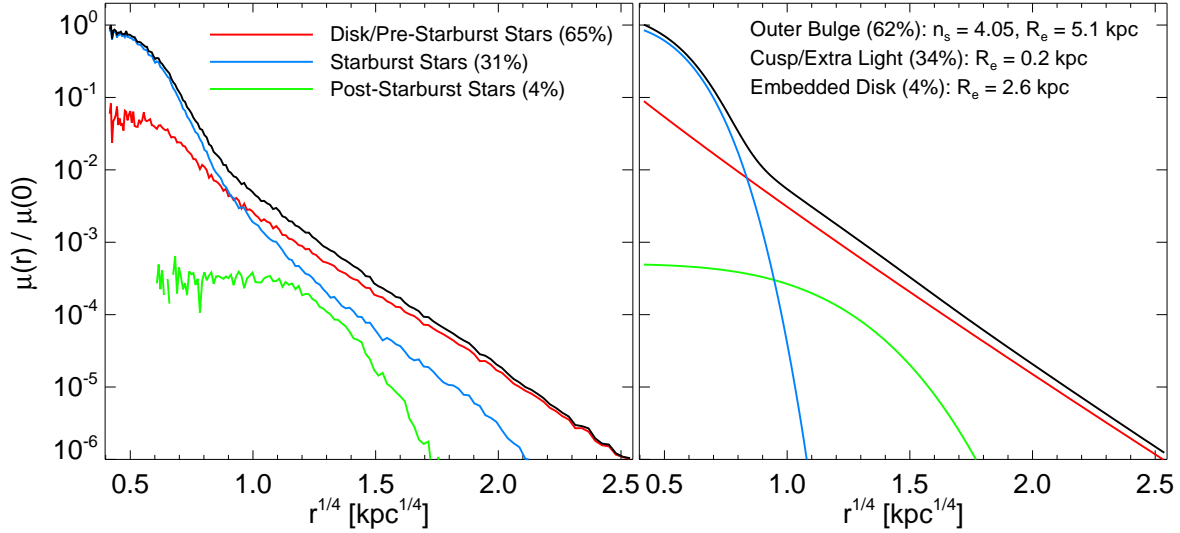 Disk/Pre-Starburst Stars (65%)
Starburst Stars (31%)
Post-Starburst Stars (4%)
Outer Bulge (62%): n_s = 4.05, R_e = 5.1 kpc
Cusp/Extra Light (34%): R_e = 0.2 kpc
Embedded Disk (4%): R_e = 2.6 kpc
μ(r) / μ(0)
10^0
10^-1
10^-2
10^-3
10^-4
10^-5
10^-6
0.5 1.0 1.5 2.0 2.5
0.5 1.0 1.5 2.0 2.5
r^1/4 [kpc^1/4]
r^1/4 [kpc^1/4]